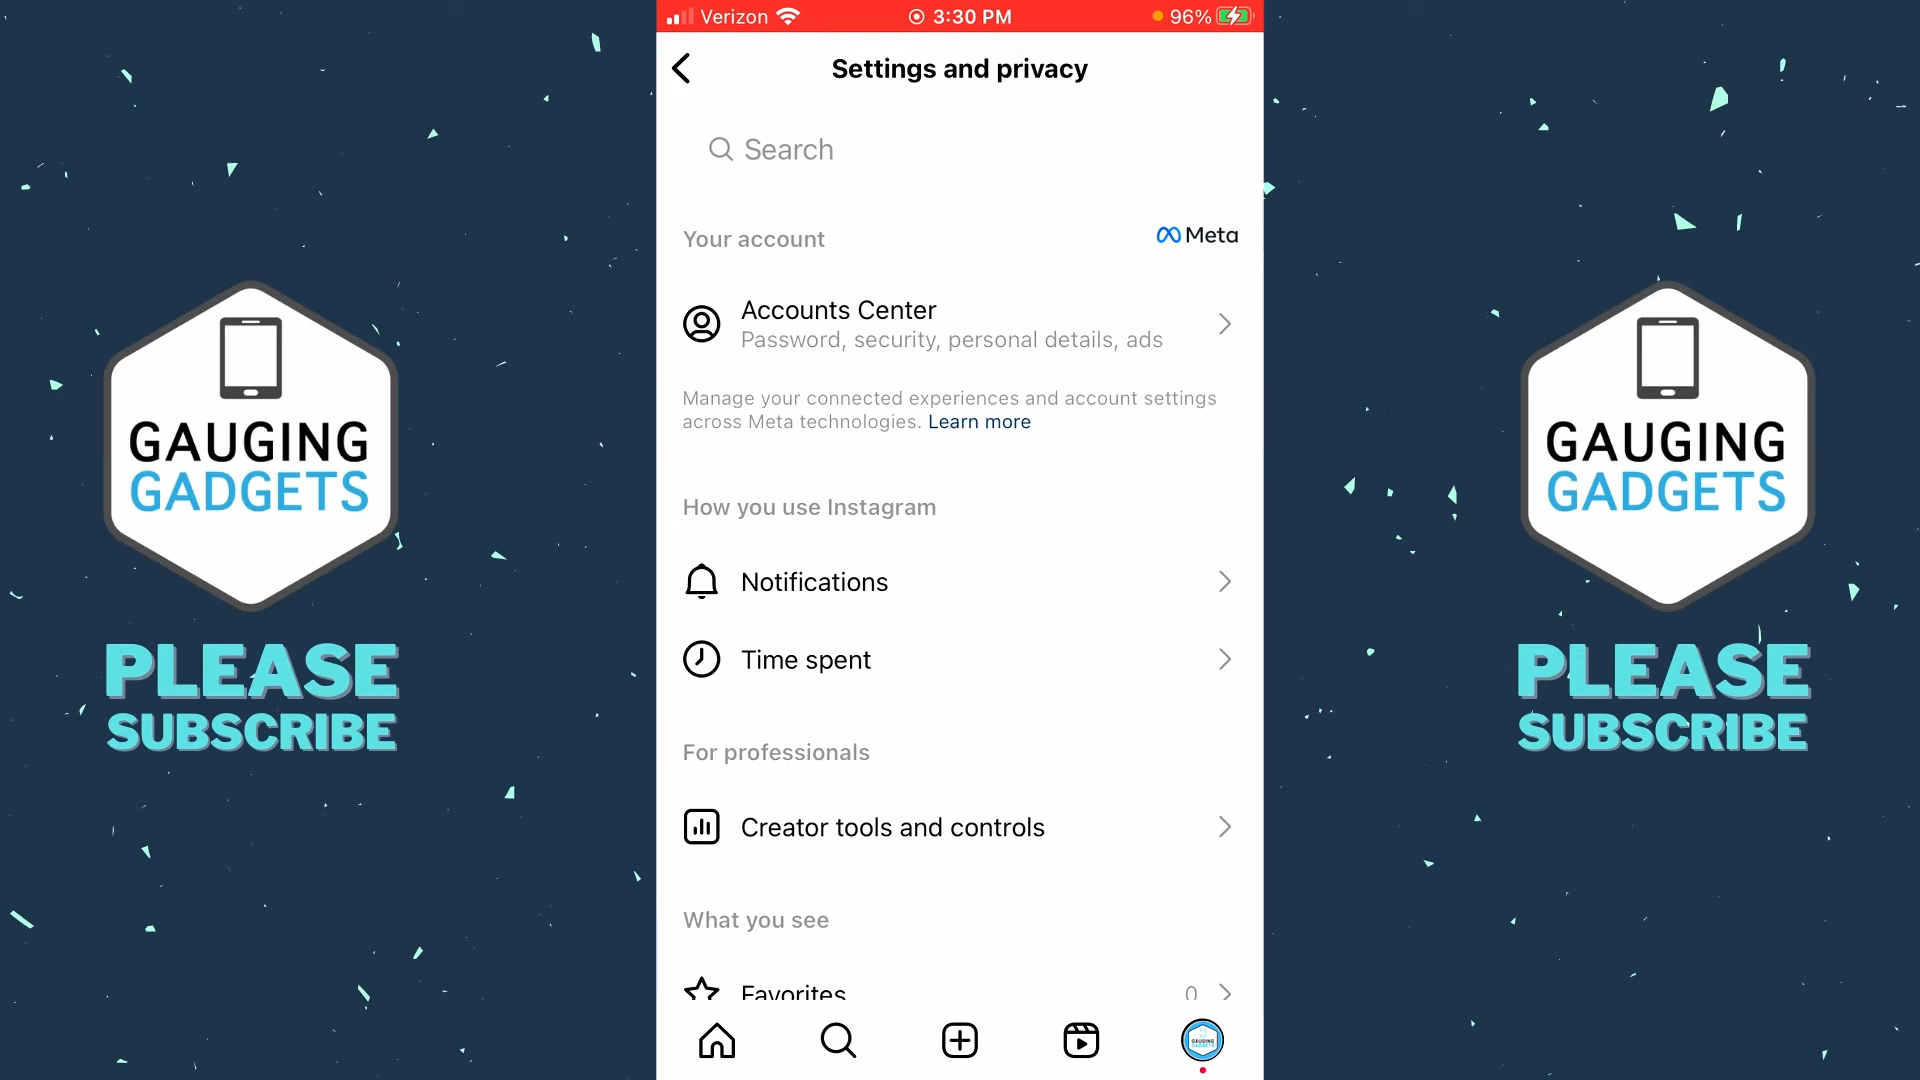 Verizon
3:30 PM
96%
Settings and privacy
Search
Your account
Meta
Accounts Center
Password, security, personal details, ads
Manage your connected experiences and account settings
across Meta technologies. Learn more
How you use Instagram
Notifications
Time spent
For professionals
Creator tools and controls
What you see
Favorites
0
GAUGING
GADGETS
GAUGING
GADGETS
PLEASE
SUBSCRIBE
GAUGING
GADGETS
PLEASE
SUBSCRIBE